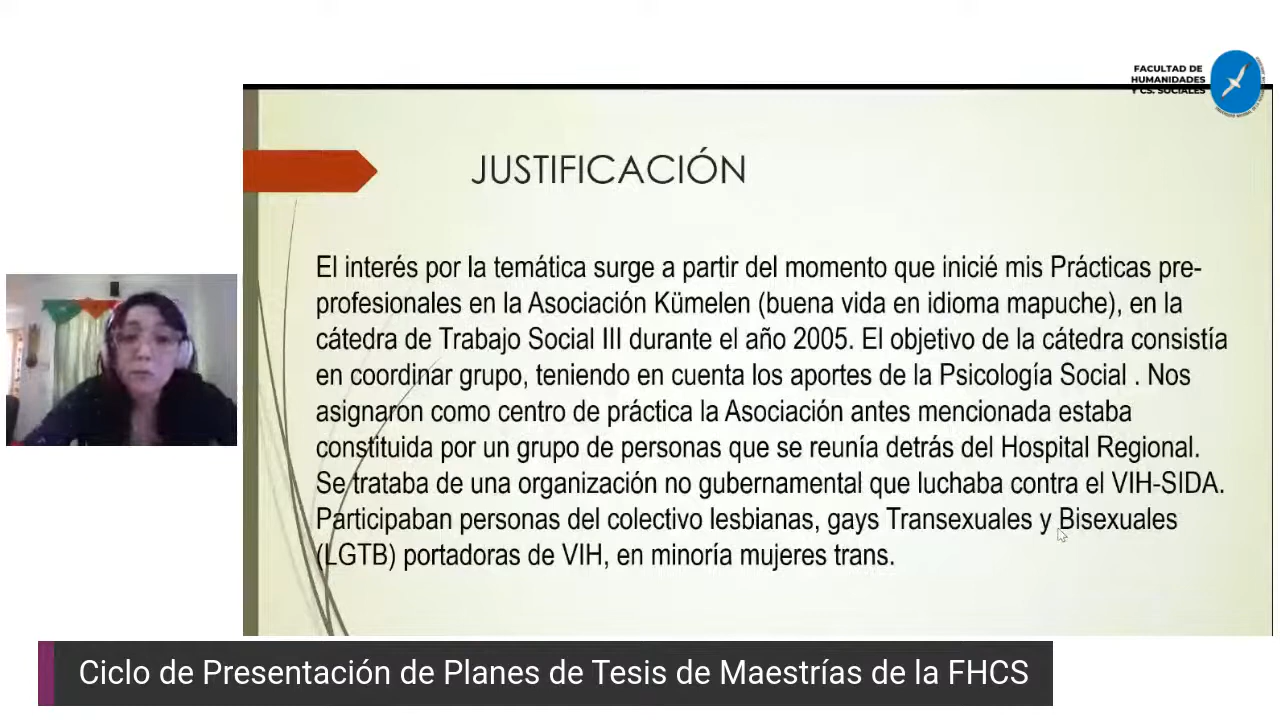 FACULTAD DE
HUMANIDADES
Y CS. SOCIALES
JUSTIFICACIÓN
El interés por la temática surge a partir del momento que inicié mis Prácticas pre-
profesionales en la Asociación Kümelen (buena vida en idioma mapuche), en la
cátedra de Trabajo Social III durante el año 2005. El objetivo de la cátedra consistía
en coordinar grupo, teniendo en cuenta los aportes de la Psicología Social . Nos
asignaron como centro de práctica la Asociación antes mencionada estaba
constituida por un grupo de personas que se reunía detrás del Hospital Regional.
Se trataba de una organización no gubernamental que luchaba contra el VIH-SIDA.
Participaban personas del colectivo lesbianas, gays Transexuales y Bisexuales
(LGTB) portadoras de VIH, en minoría mujeres trans.
Ciclo de Presentación de Planes de Tesis de Maestrías de la FHCS